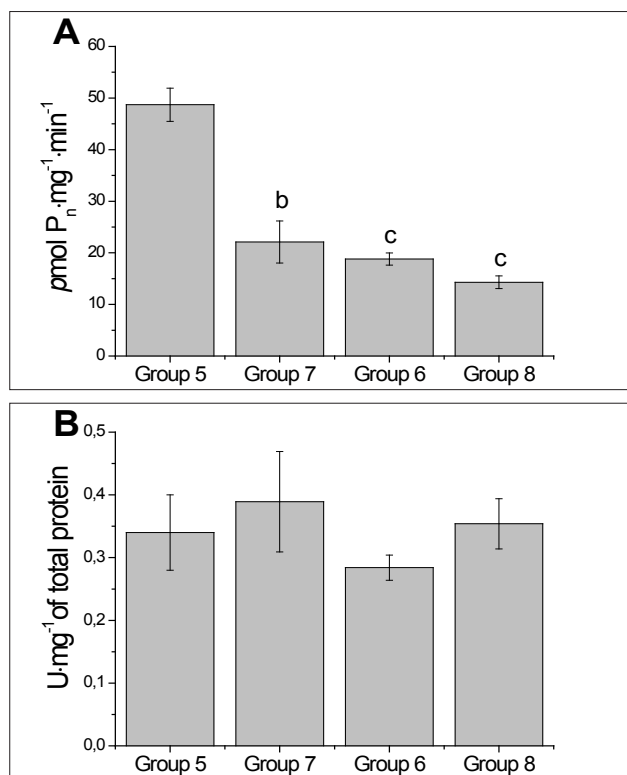 A
60
50
40
30
20
10
0
pmol Pₙ·mg⁻¹·min⁻¹
b
c
c
Group 5 Group 7 Group 6 Group 8
B
0,5
0,4
0,3
0,2
0,1
0,0
U·mg⁻¹ of total protein
Group 5 Group 7 Group 6 Group 8